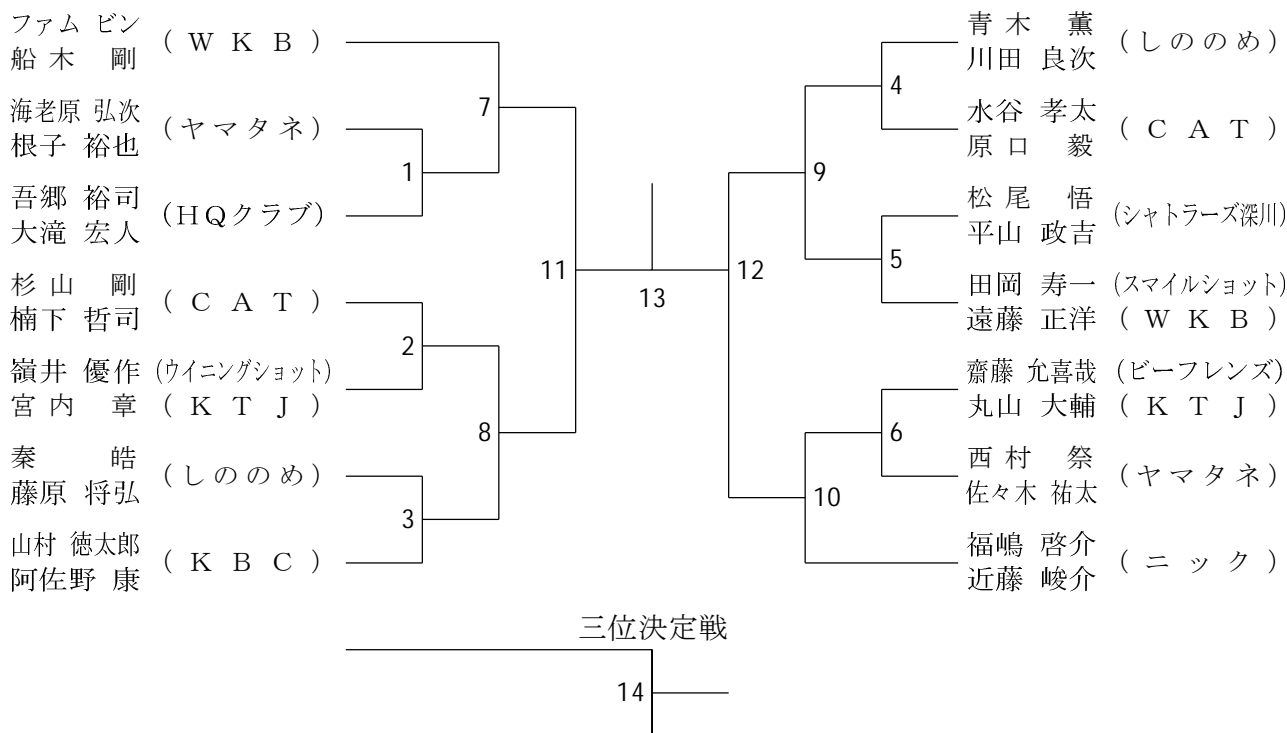 ファム ビン
船木 剛
(WKB)
海老原 弘次
根子 裕也
(ヤマタネ)
吾郷 裕司
大滝 宏人
(HQクラブ)
杉山 剛
楠下 哲司
(CAT)
嶺井 優作 (ウイニングショット)
宮内 章 (KTJ)
秦 皓
藤原 将弘
(しののめ)
山村 徳太郎
阿佐野 康
(KBC)
1
2
3
7
8
11
13
12
9
10
4
5
6
青木 薫
川田 良次
(しののめ)
水谷 孝太
原口 毅
(CAT)
松尾 悟
平山 政吉
(シャトラーズ深川)
田岡 寿一 (スマイルショット)
遠藤 正洋 (WKB)
齋藤 允喜哉 (ビーフレンズ)
丸山 大輔 (KTJ)
西村 祭
佐々木 祐太
(ヤマタネ)
福嶋 啓介
近藤 峻介
(ニック)
三位決定戦
14